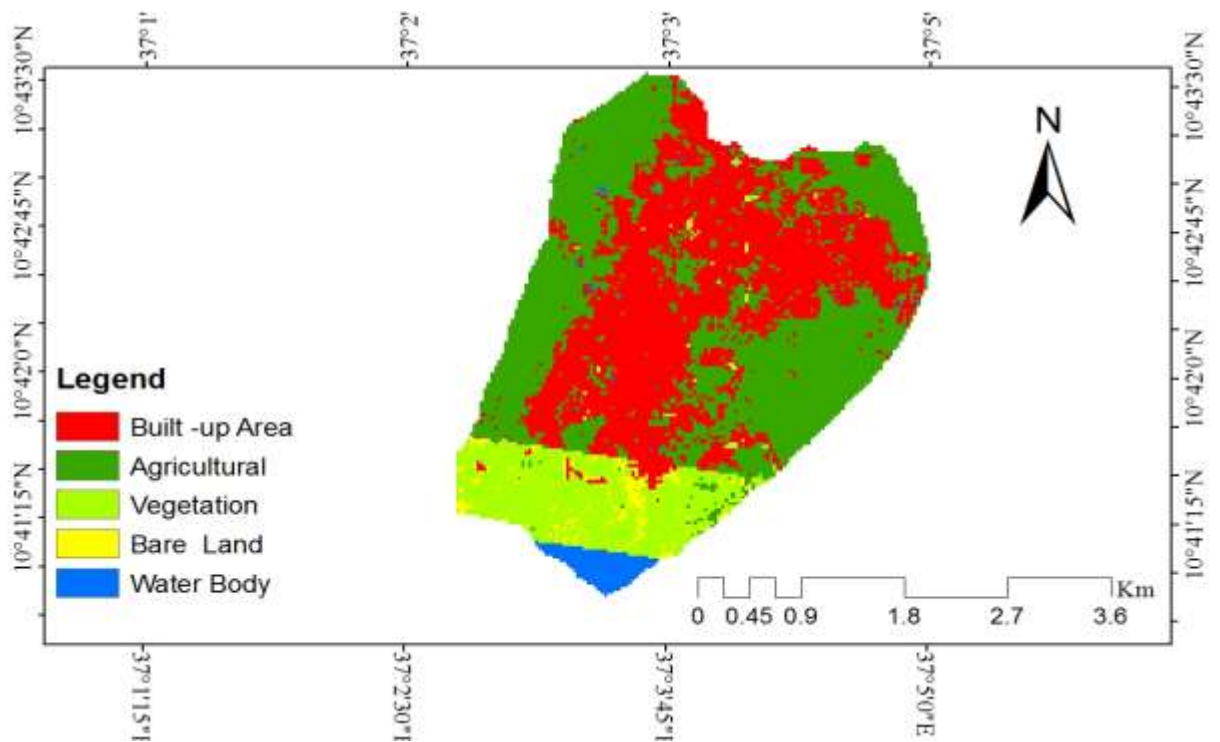 37°1' 37°2' 37°3' 37°5'
10°43'30"N
10°42'45"N
10°42'0"N
10°41'15"N
N
10°43'30"N
10°42'45"N
10°42'0"N
10°41'15"N
Legend
Built -up Area
Agricultural
Vegetation
Bare Land
Water Body
Km
0 0.45 0.9 1.8 2.7 3.6
37°1'15"E 37°2'30"E 37°3'45"E 37°5'0"E